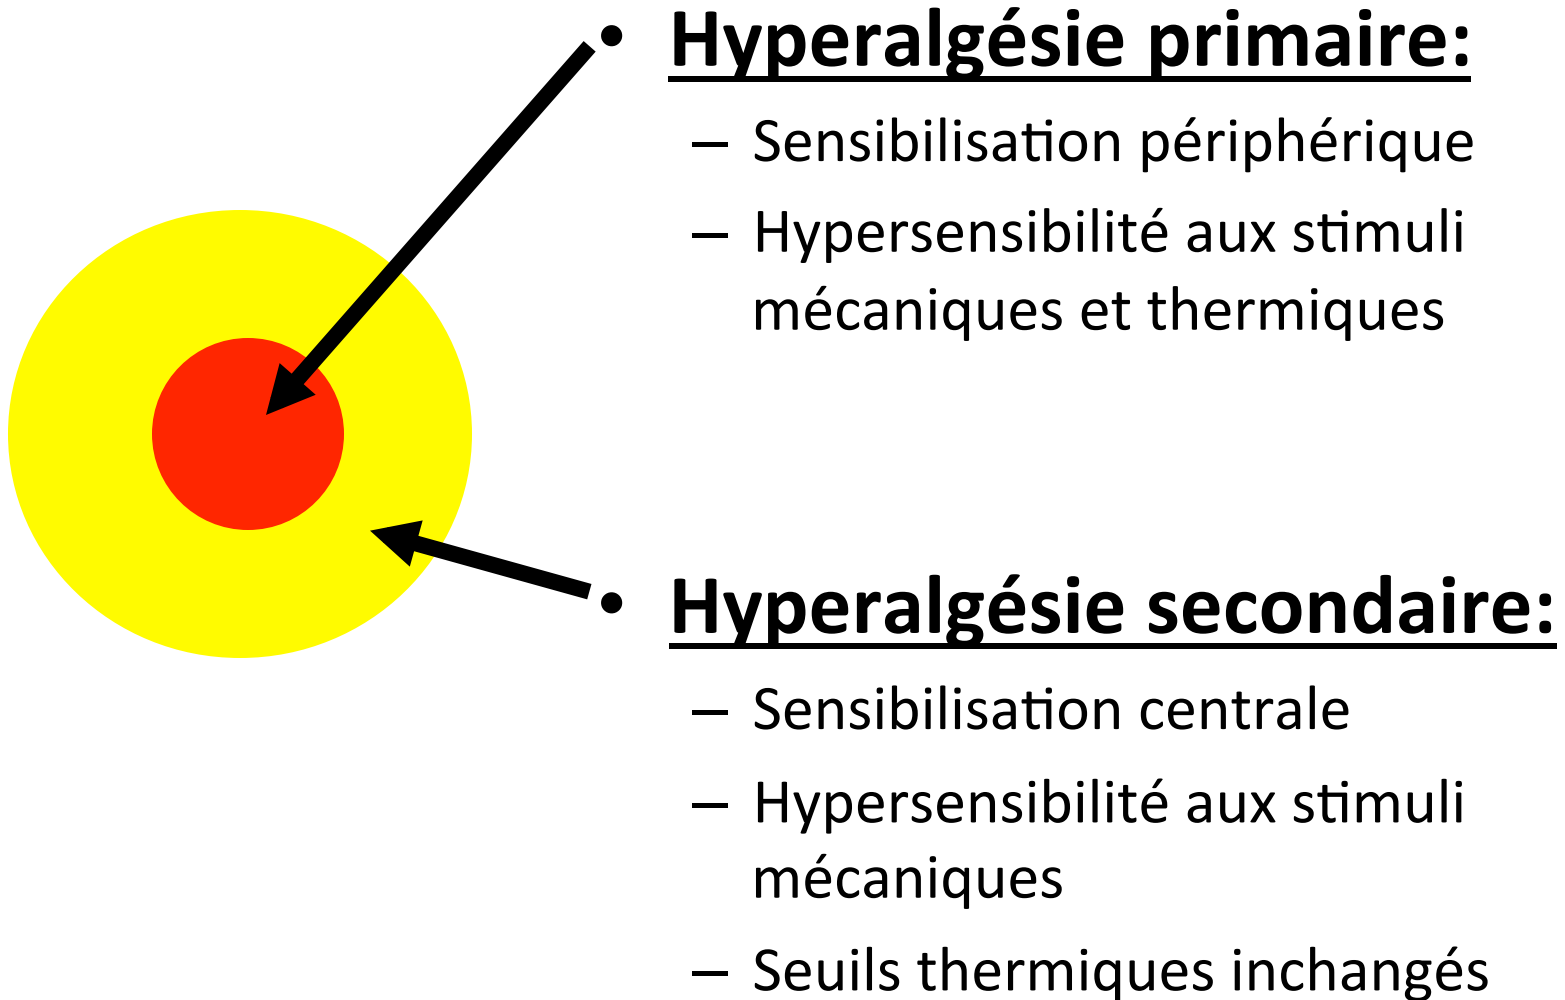 • Hyperalgésie primaire:
– Sensibilisation périphérique
– Hypersensibilité aux stimuli
mécaniques et thermiques
• Hyperalgésie secondaire:
– Sensibilisation centrale
– Hypersensibilité aux stimuli
mécaniques
– Seuils thermiques inchangés